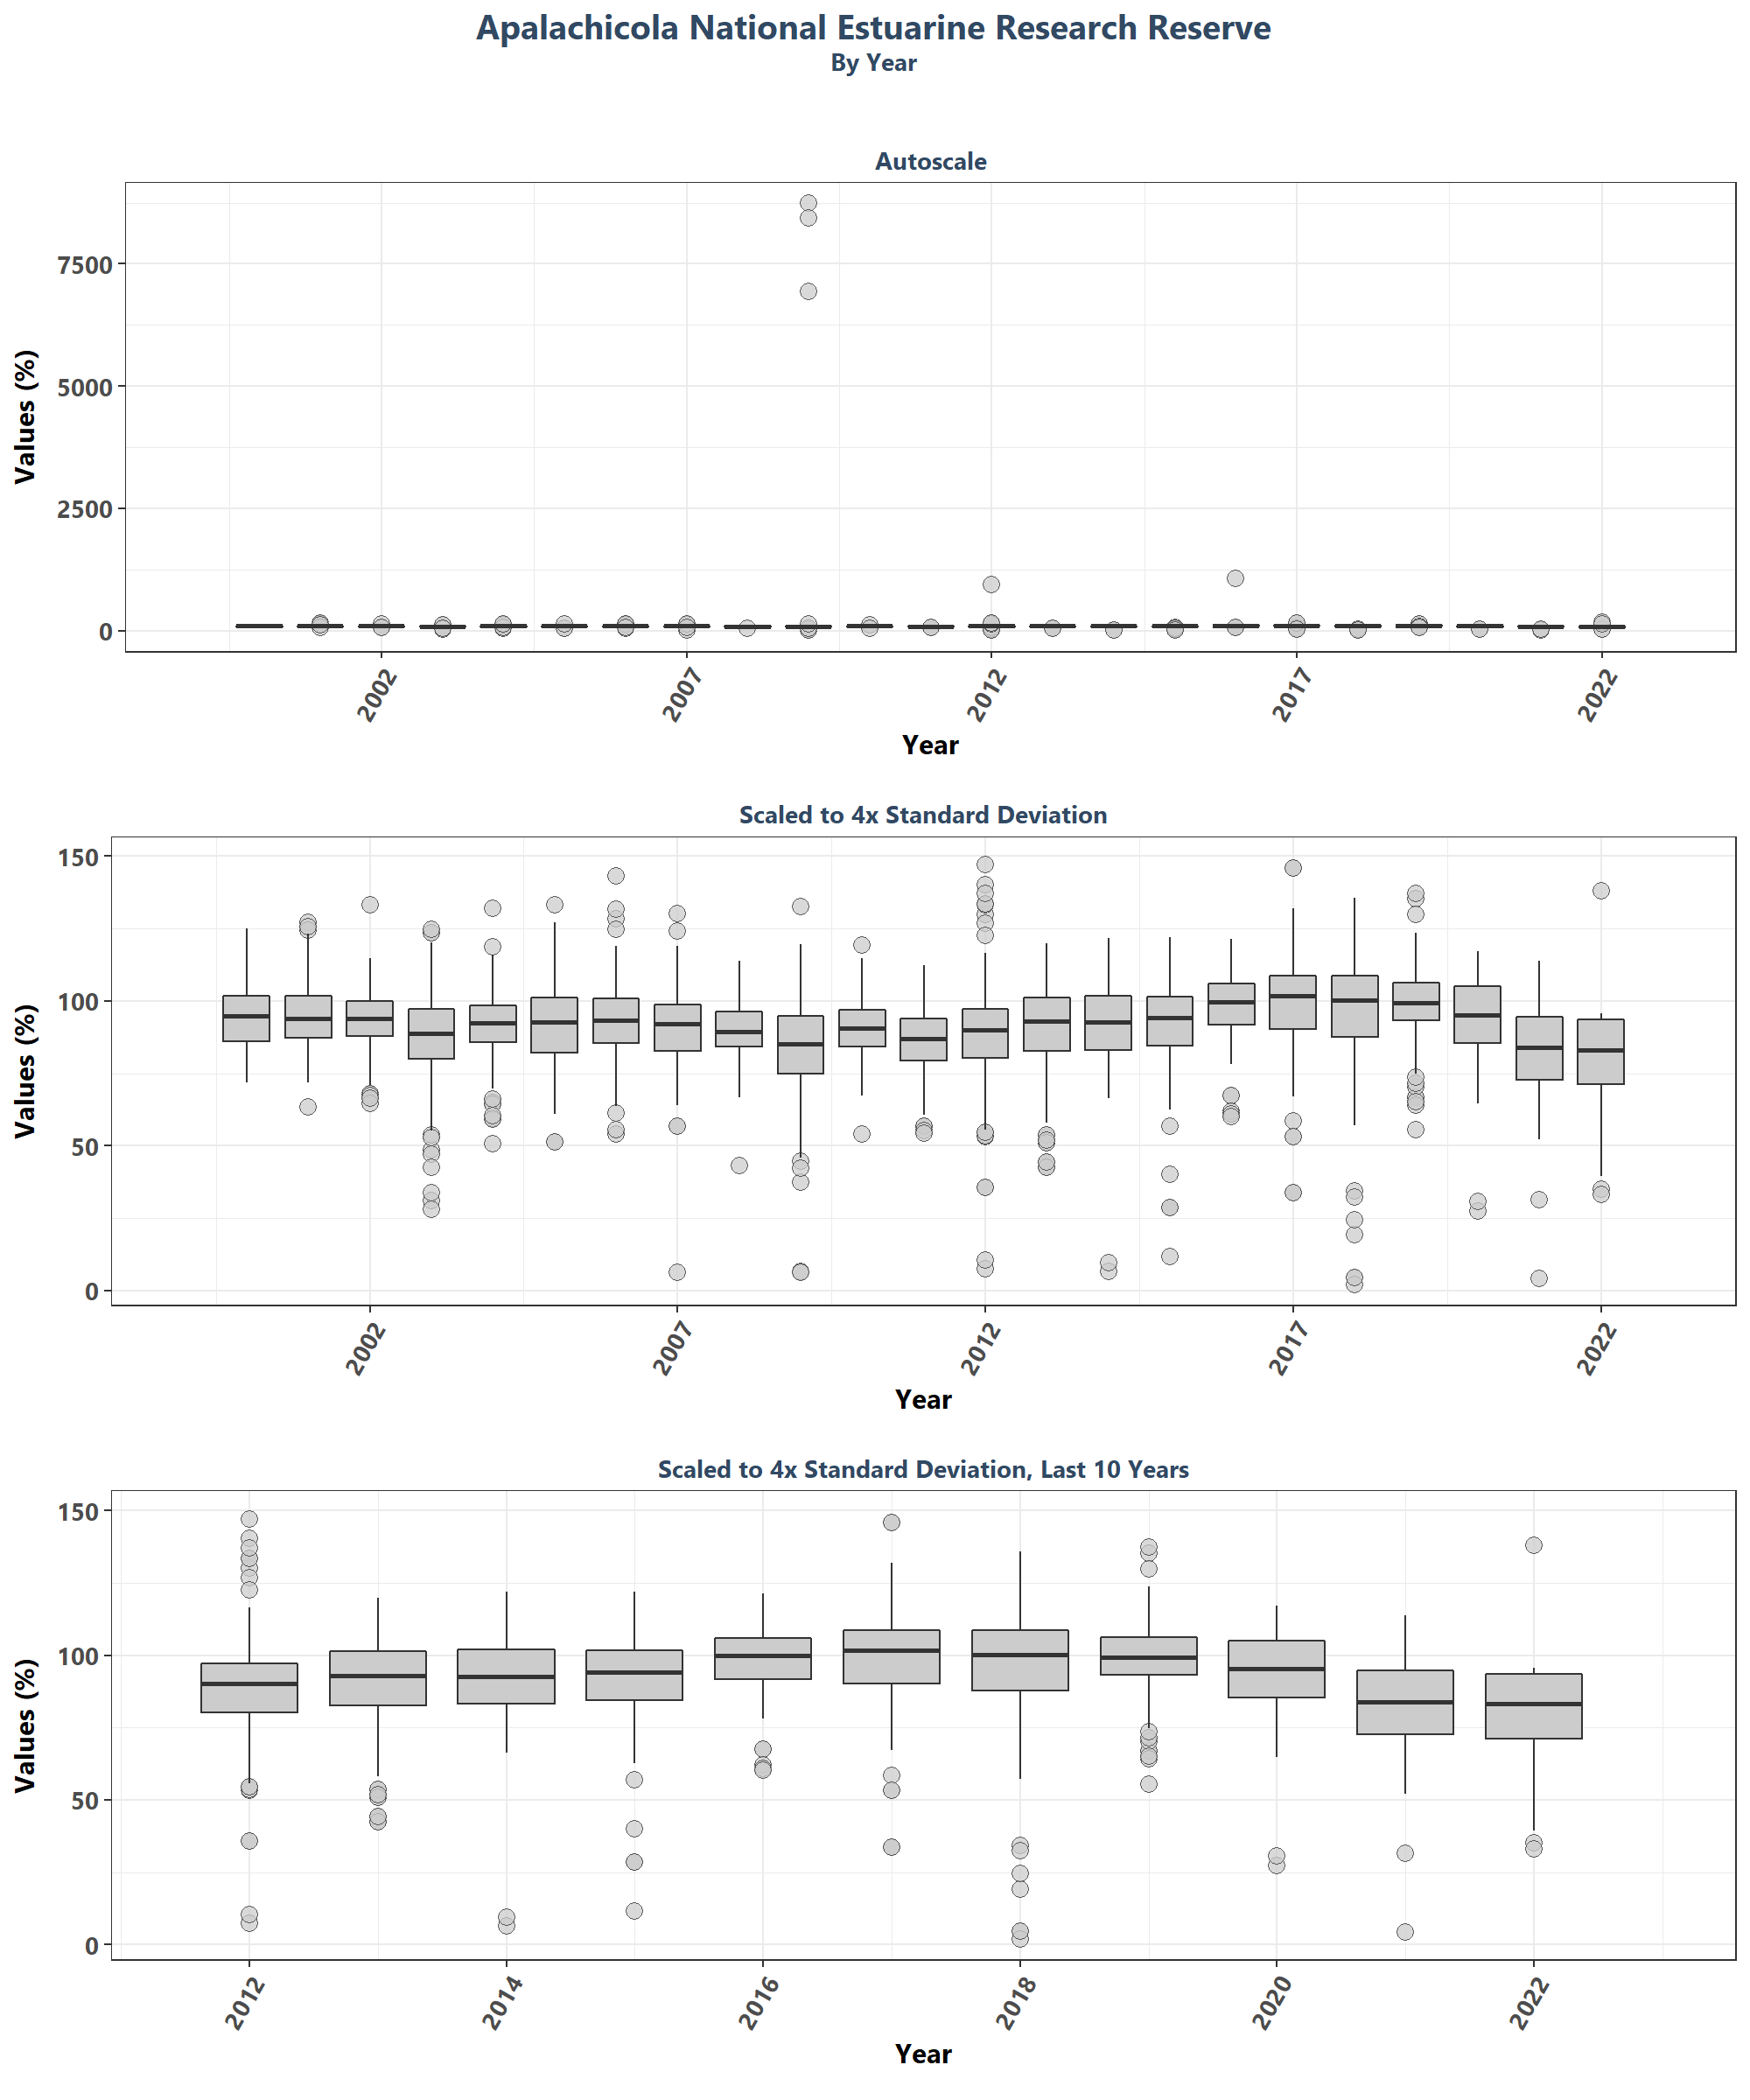 Apalachicola National Estuarine Research Reserve
By Year
Autoscale
Values (%)
7500
5000
2500
0
2002 2007 2012 2017 2022
Year
Scaled to 4x Standard Deviation
Values (%)
150
100
50
0
2002 2007 2012 2017 2022
Year
Scaled to 4x Standard Deviation, Last 10 Years
Values (%)
150
100
50
0
2012 2014 2016 2018 2020 2022
Year